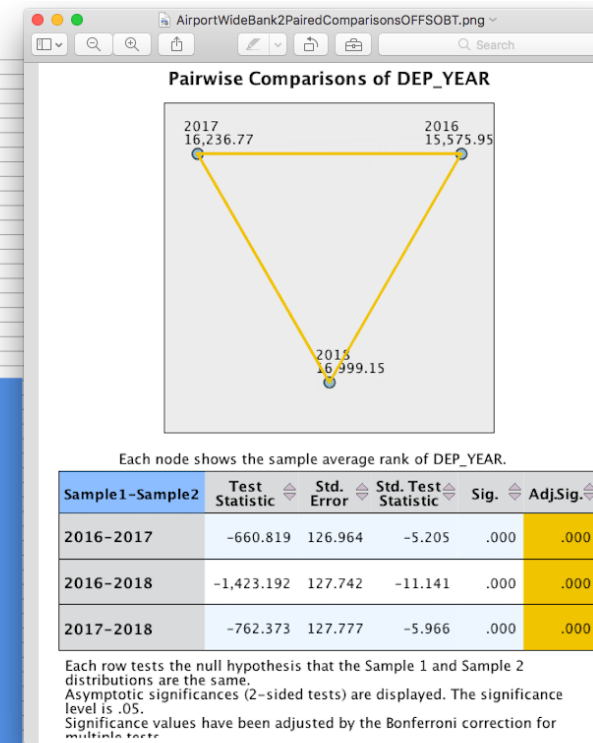 AirportWideBank2PairedComparisonsOFFSOBT.png
Search
Pairwise Comparisons of DEP_YEAR
2017
16,236.77
2016
15,575.95
2018
16,999.15
Each node shows the sample average rank of DEP_YEAR.
Sample1-Sample2 Test Statistic Std. Error Std. Test Statistic Sig. Adj.Sig.
2016-2017 -660.819 126.964 -5.205 .000 .000
2016-2018 -1,423.192 127.742 -11.141 .000 .000
2017-2018 -762.373 127.777 -5.966 .000 .000
Each row tests the null hypothesis that the Sample 1 and Sample 2
distributions are the same.
Asymptotic significances (2-sided tests) are displayed. The significance
level is .05.
Significance values have been adjusted by the Bonferroni correction for
multiple tests.